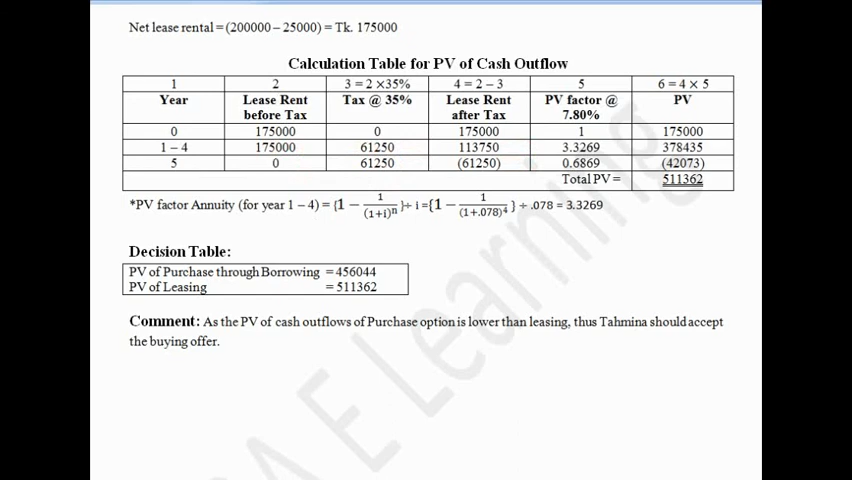 Net lease rental = (200000 – 25000) = Tk. 175000
Calculation Table for PV of Cash Outflow
1 2 3 = 2 ×35% 4 = 2 – 3 5 6 = 4 × 5
Year Lease Rent before Tax Tax @ 35% Lease Rent after Tax PV factor @ 7.80% PV
0 175000 0 175000 1 175000
1 – 4 175000 61250 113750 3.3269 378435
5 0 61250 (61250) 0.6869 (42073)
Total PV = 511362
*PV factor Annuity (for year 1 – 4) = {1 − 1/(1+i)^n}÷ i ={1 − 1/(1+.078)^4} ÷ .078 = 3.3269
Decision Table:
PV of Purchase through Borrowing = 456044
PV of Leasing = 511362
Comment: As the PV of cash outflows of Purchase option is lower than leasing, thus Tahmina should accept
the buying offer.
A E Learning